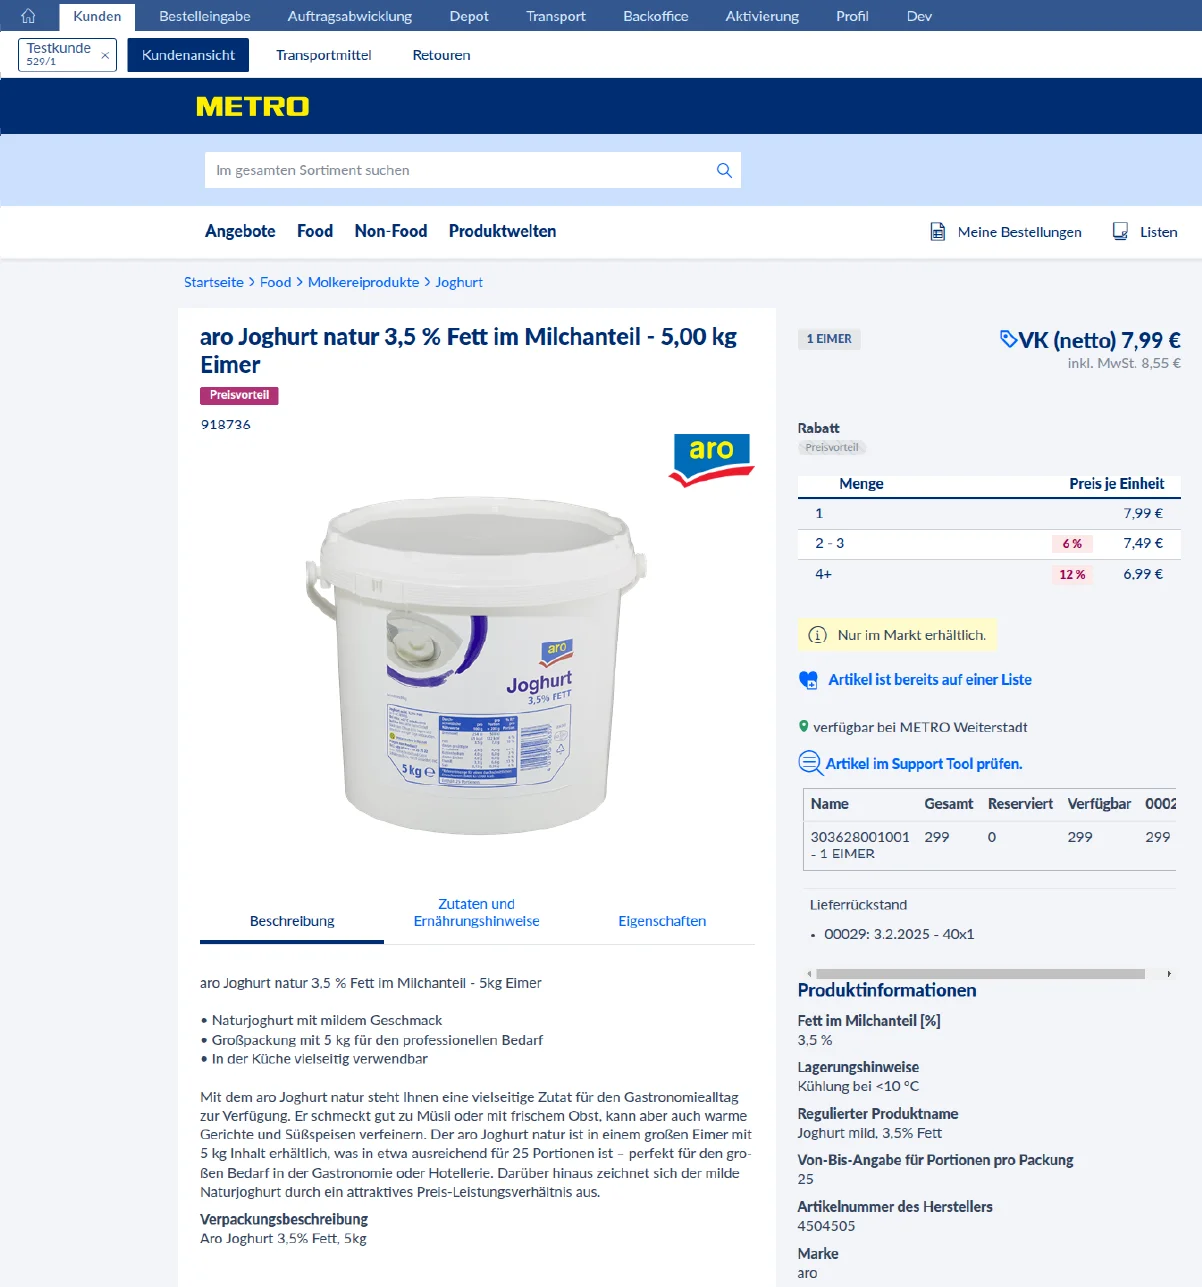 Kunden
Bestelleingabe
Auftragsabwicklung
Depot
Transport
Backoffice
Aktivierung
Profil
Dev
Testkunde
529/1
Kundenansicht
Transportmittel
Retouren
METRO
Im gesamten Sortiment suchen
Angebote
Food
Non-Food
Produktwelten
Meine Bestellungen
Listen
Startseite > Food > Molkereiprodukte > Joghurt
aro Joghurt natur 3,5 % Fett im Milchanteil - 5,00 kg
Eimer
Preisvorteil
918736
aro
aro
Joghurt
3,5% FETT
5 kg e
Beschreibung
Zutaten und
Ernährungshinweise
Eigenschaften
aro Joghurt natur 3,5 % Fett im Milchanteil - 5kg Eimer
• Naturjoghurt mit mildem Geschmack
• Großpackung mit 5 kg für den professionellen Bedarf
• In der Küche vielseitig verwendbar
Mit dem aro Joghurt natur steht Ihnen eine vielseitige Zutat für den Gastronomiealltag
zur Verfügung. Er schmeckt gut zu Müsli oder mit frischem Obst, kann aber auch warme
Gerichte und Süßspeisen verfeinern. Der aro Joghurt natur ist in einem großen Eimer mit
5 kg Inhalt erhältlich, was in etwa ausreichend für 25 Portionen ist – perfekt für den gro-
ßen Bedarf in der Gastronomie oder Hotellerie. Darüber hinaus zeichnet sich der milde
Naturjoghurt durch ein attraktives Preis-Leistungsverhältnis aus.
Verpackungsbeschreibung
Aro Joghurt 3,5% Fett, 5kg
1 EIMER
VK (netto) 7,99 €
inkl. MwSt. 8,55 €
Rabatt
Preisvorteil
Menge Preis je Einheit
1 7,99 €
2 - 3 6 % 7,49 €
4+ 12 % 6,99 €
Nur im Markt erhältlich.
Artikel ist bereits auf einer Liste
verfügbar bei METRO Weiterstadt
Artikel im Support Tool prüfen.
Name Gesamt Reserviert Verfügbar 0002
303628001001 299 0 299 299
- 1 EIMER
Lieferrückstand
• 00029: 3.2.2025 - 40x1
Produktinformationen
Fett im Milchanteil [%]
3,5 %
Lagerungshinweise
Kühlung bei <10 °C
Regulierter Produktname
Joghurt mild, 3,5% Fett
Von-Bis-Angabe für Portionen pro Packung
25
Artikelnummer des Herstellers
4504505
Marke
aro